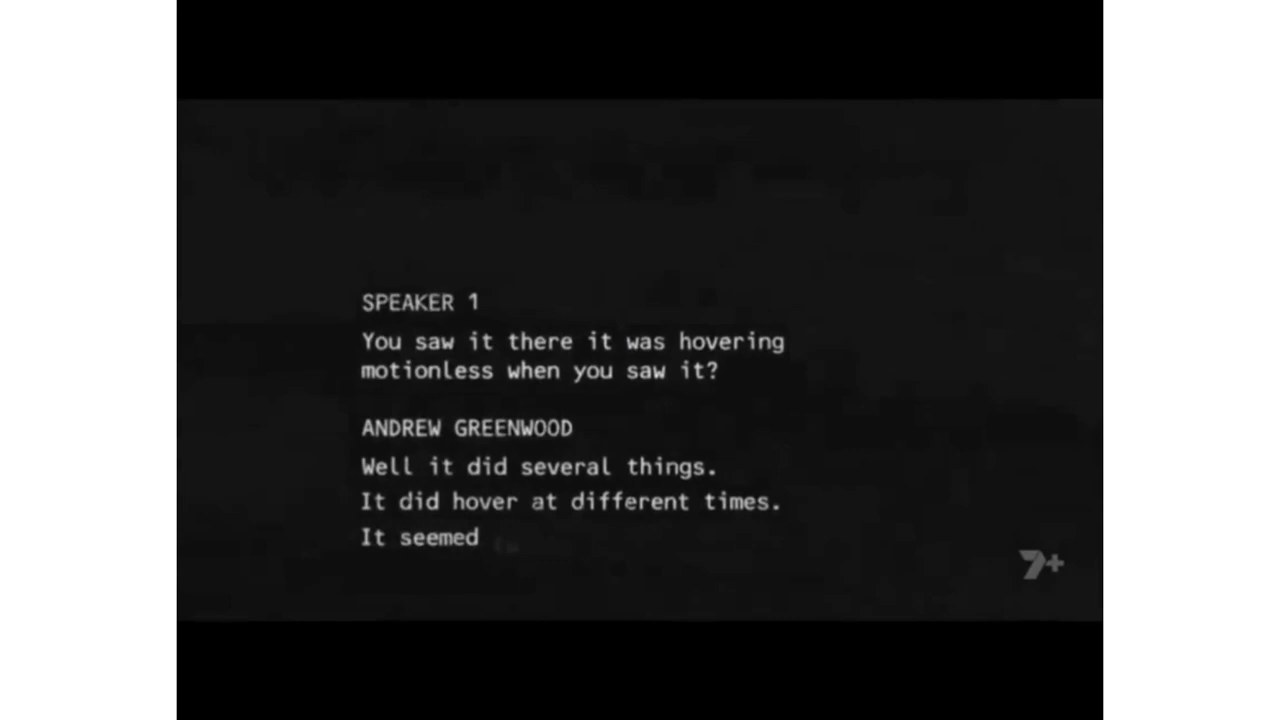 SPEAKER 1
You saw it there it was hovering
motionless when you saw it?
ANDREW GREENWOOD
Well it did several things.
It did hover at different times.
It seemed
7+